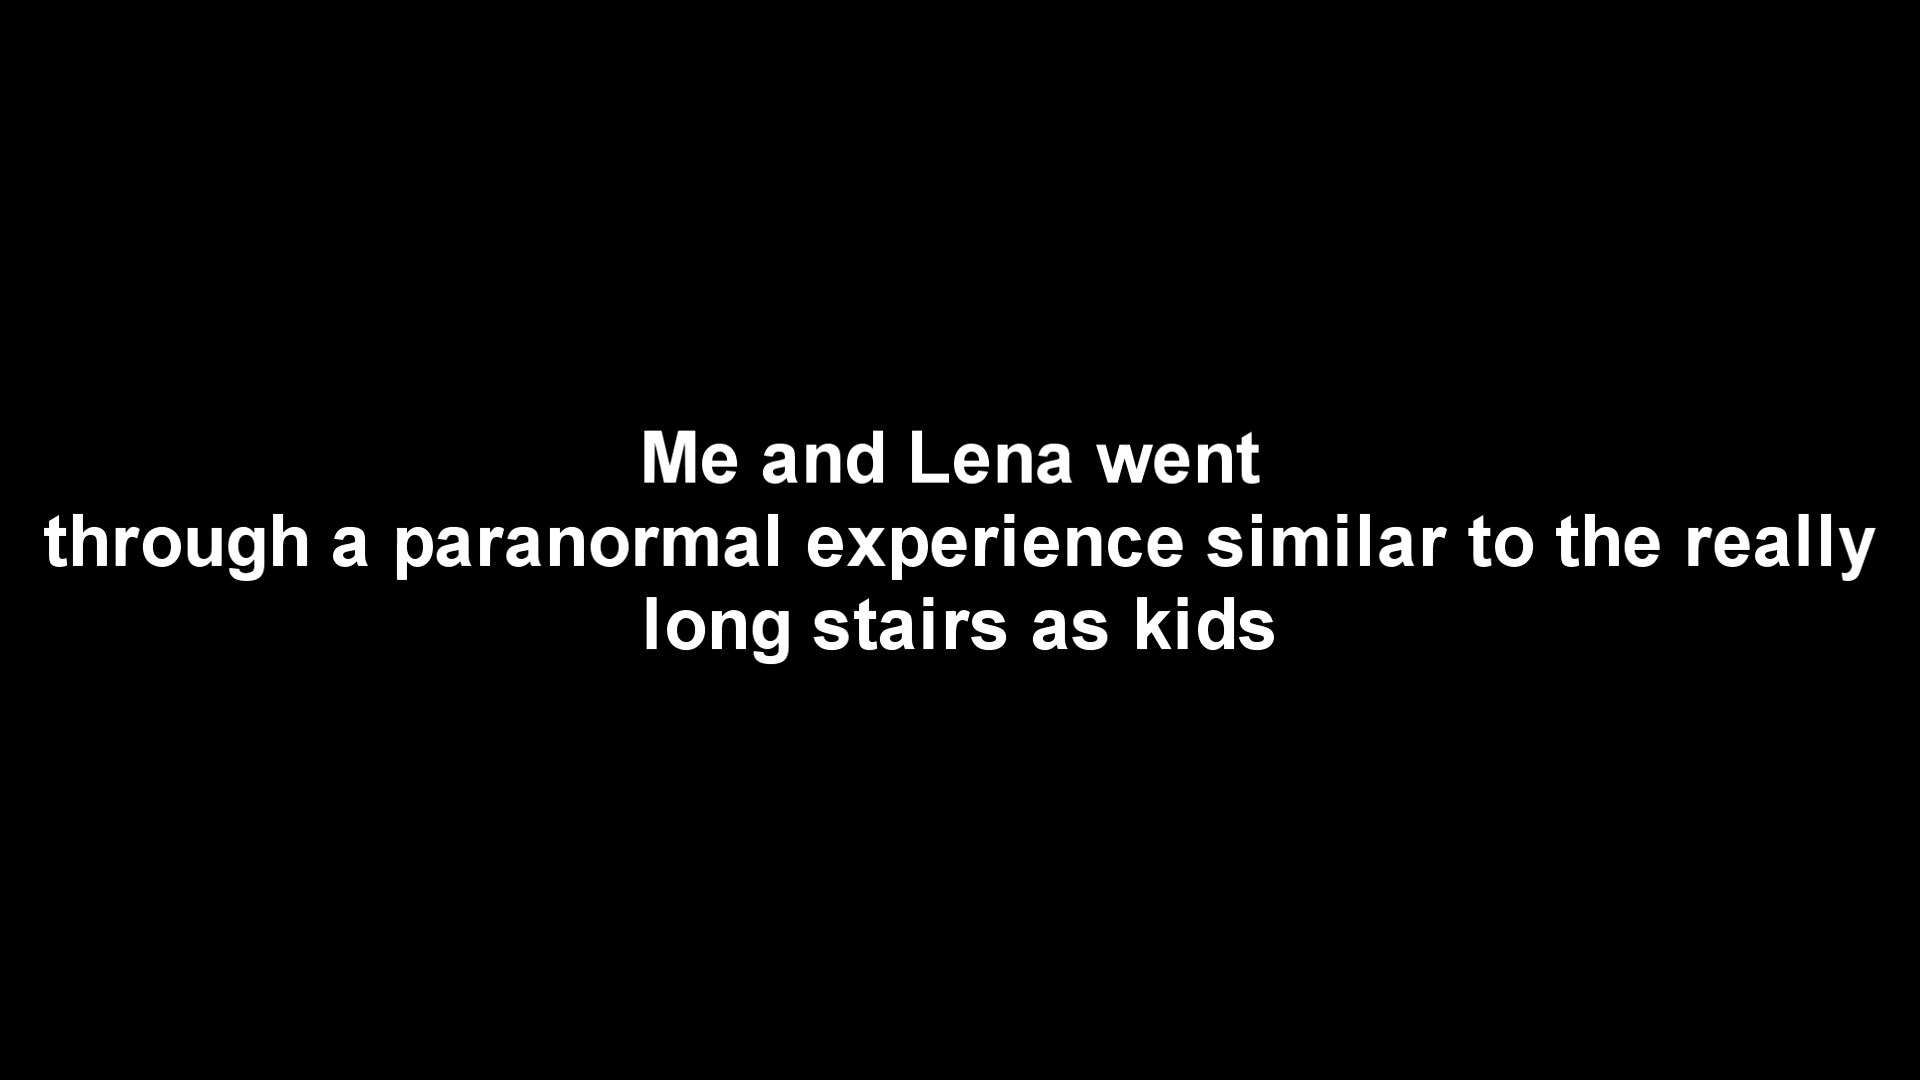 Me and Lena went
through a paranormal experience similar to the really
long stairs as kids